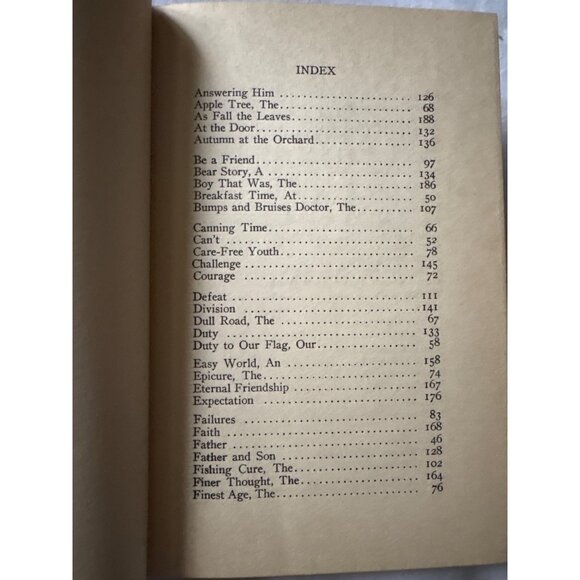 INDEX
Answering Him . . . . . . . . . . . . . . . . . . . . . . . 126
Apple Tree, The. . . . . . . . . . . . . . . . . . . . . . 68
As Fall the Leaves. . . . . . . . . . . . . . . . . . . . 188
At the Door. . . . . . . . . . . . . . . . . . . . . . . . . 132
Autumn at the Orchard . . . . . . . . . . . . . . . . 136
Be a Friend. . . . . . . . . . . . . . . . . . . . . . . . . 97
Bear Story, A . . . . . . . . . . . . . . . . . . . . . . . 134
Boy That Was, The. . . . . . . . . . . . . . . . . . . 186
Breakfast Time, At. . . . . . . . . . . . . . . . . . . 50
Bumps and Bruises Doctor, The. . . . . . . . . 107
Canning Time. . . . . . . . . . . . . . . . . . . . . . . 66
Can't . . . . . . . . . . . . . . . . . . . . . . . . . . . . . 52
Care-Free Youth . . . . . . . . . . . . . . . . . . . . . 78
Challenge . . . . . . . . . . . . . . . . . . . . . . . . . . 145
Courage . . . . . . . . . . . . . . . . . . . . . . . . . . . 72
Defeat . . . . . . . . . . . . . . . . . . . . . . . . . . . . 111
Division . . . . . . . . . . . . . . . . . . . . . . . . . . . 141
Dull Road, The . . . . . . . . . . . . . . . . . . . . . . 67
Duty . . . . . . . . . . . . . . . . . . . . . . . . . . . . . . 133
Duty to Our Flag, Our. . . . . . . . . . . . . . . . . 58
Easy World, An . . . . . . . . . . . . . . . . . . . . . . 158
Epicure, The. . . . . . . . . . . . . . . . . . . . . . . . 74
Eternal Friendship . . . . . . . . . . . . . . . . . . . 167
Expectation . . . . . . . . . . . . . . . . . . . . . . . . 176
Failures . . . . . . . . . . . . . . . . . . . . . . . . . . . 83
Faith . . . . . . . . . . . . . . . . . . . . . . . . . . . . . 168
Father . . . . . . . . . . . . . . . . . . . . . . . . . . . . 46
Father and Son . . . . . . . . . . . . . . . . . . . . . . 128
Fishing Cure, The. . . . . . . . . . . . . . . . . . . . 102
Finer Thought, The. . . . . . . . . . . . . . . . . . . 164
Finest Age, The. . . . . . . . . . . . . . . . . . . . . . 76